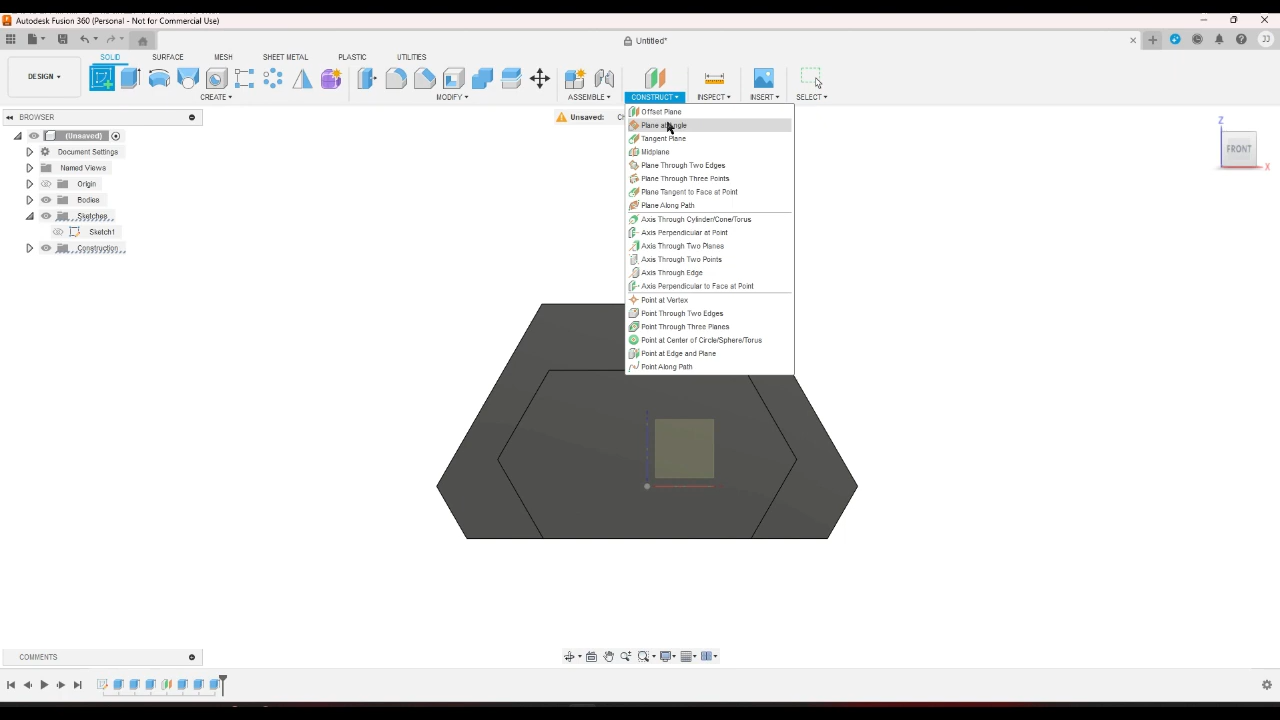 Autodesk Fusion 360 (Personal - Not for Commercial Use)
Untitled*
JJ
SOLID SURFACE MESH SHEET METAL PLASTIC UTILITIES
DESIGN
CREATE MODIFY ASSEMBLE CONSTRUCT INSPECT INSERT SELECT
BROWSER
Unsaved:
(Unsaved)
Document Settings
Named Views
Origin
Bodies
Sketches
Sketch1
Construction
Offset Plane
Plane at Angle
Tangent Plane
Midplane
Plane Through Two Edges
Plane Through Three Points
Plane Tangent to Face at Point
Plane Along Path
Axis Through Cylinder/Cone/Torus
Axis Perpendicular at Point
Axis Through Two Planes
Axis Through Two Points
Axis Through Edge
Axis Perpendicular to Face at Point
Point at Vertex
Point Through Two Edges
Point Through Three Planes
Point at Center of Circle/Sphere/Torus
Point at Edge and Plane
Point Along Path
Z
FRONT
X
COMMENTS